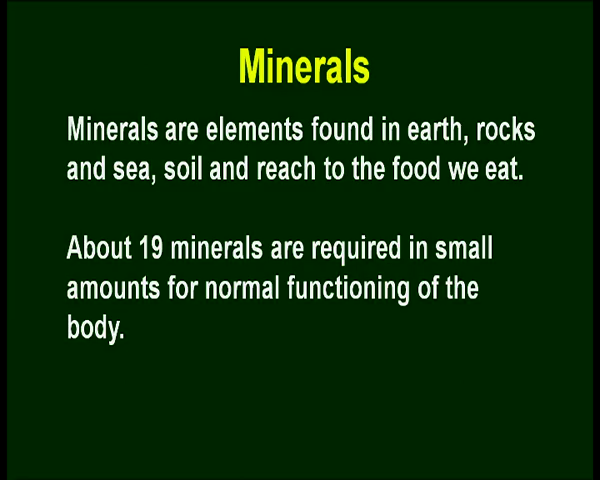 Minerals
Minerals are elements found in earth, rocks
and sea, soil and reach to the food we eat.
About 19 minerals are required in small
amounts for normal functioning of the
body.